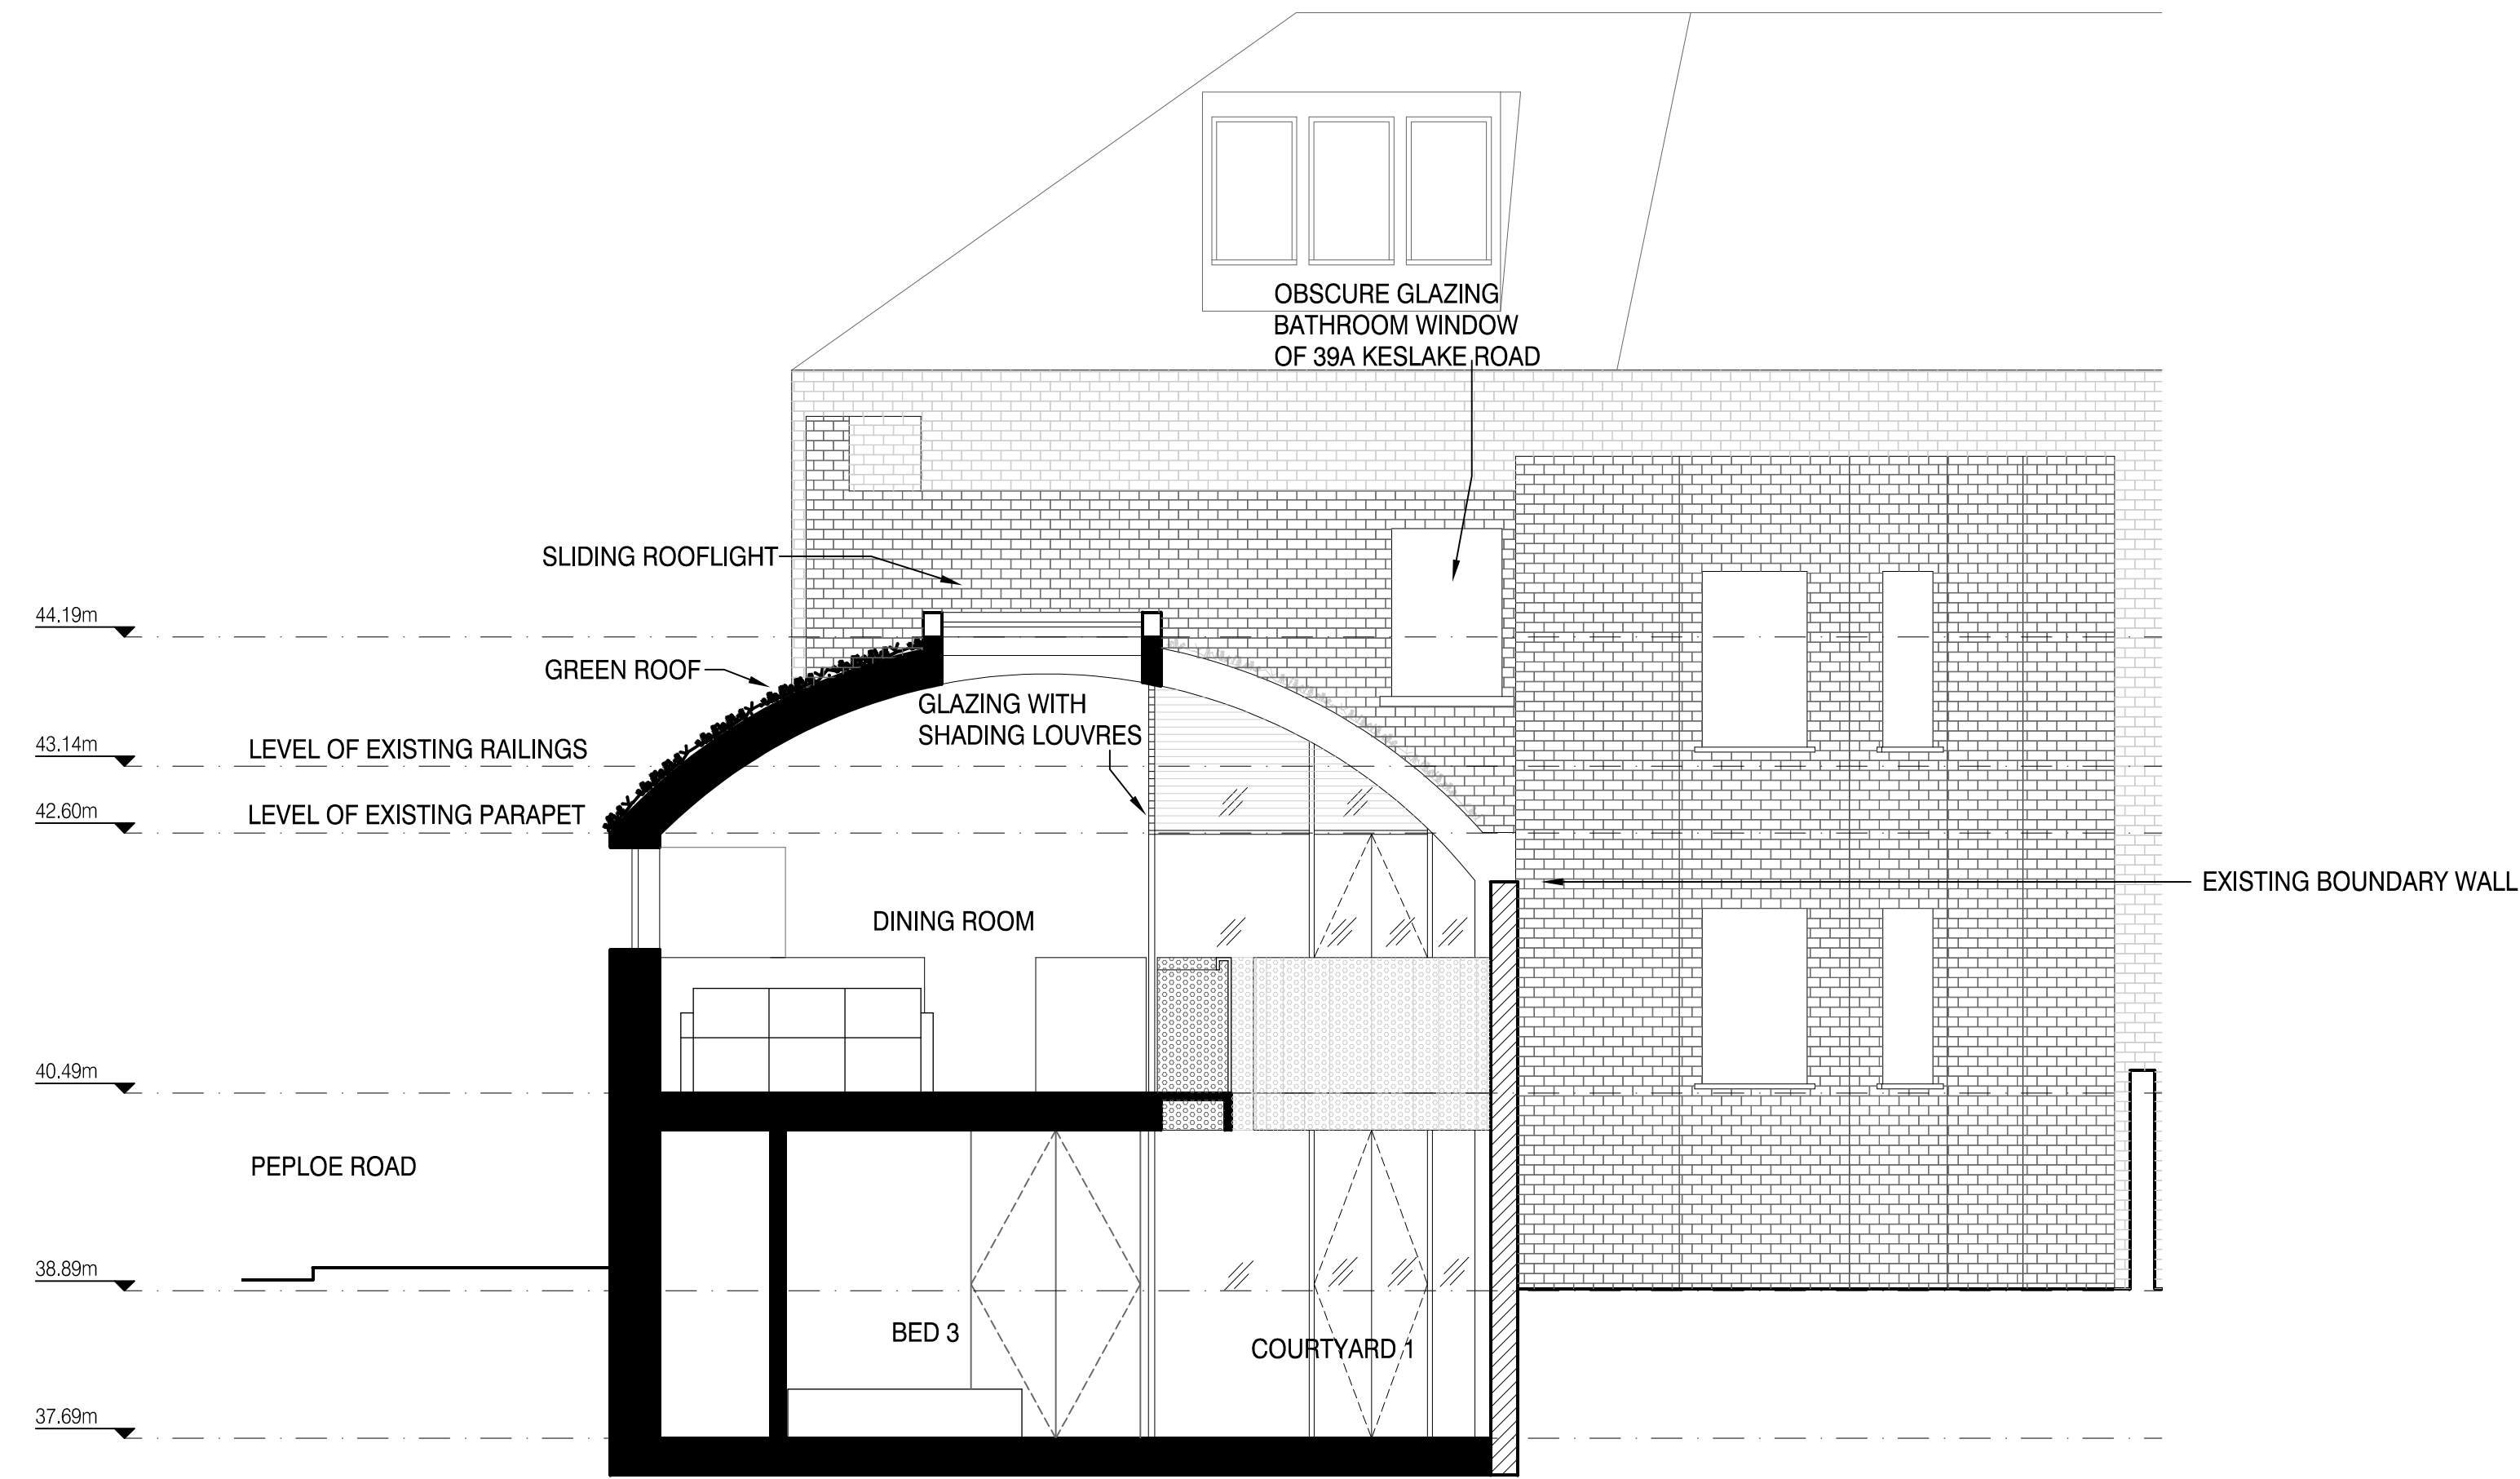 OBSCURE GLAZING
BATHROOM WINDOW
OF 39A KESLAKE ROAD
SLIDING ROOFLIGHT
44.19m
GREEN ROOF
GLAZING WITH
SHADING LOUVRES
43.14m
LEVEL OF EXISTING RAILINGS
42.60m
LEVEL OF EXISTING PARAPET
EXISTING BOUNDARY WALL
DINING ROOM
40.49m
PEPLOE ROAD
38.89m
BED 3
COURTYARD 1
37.69m